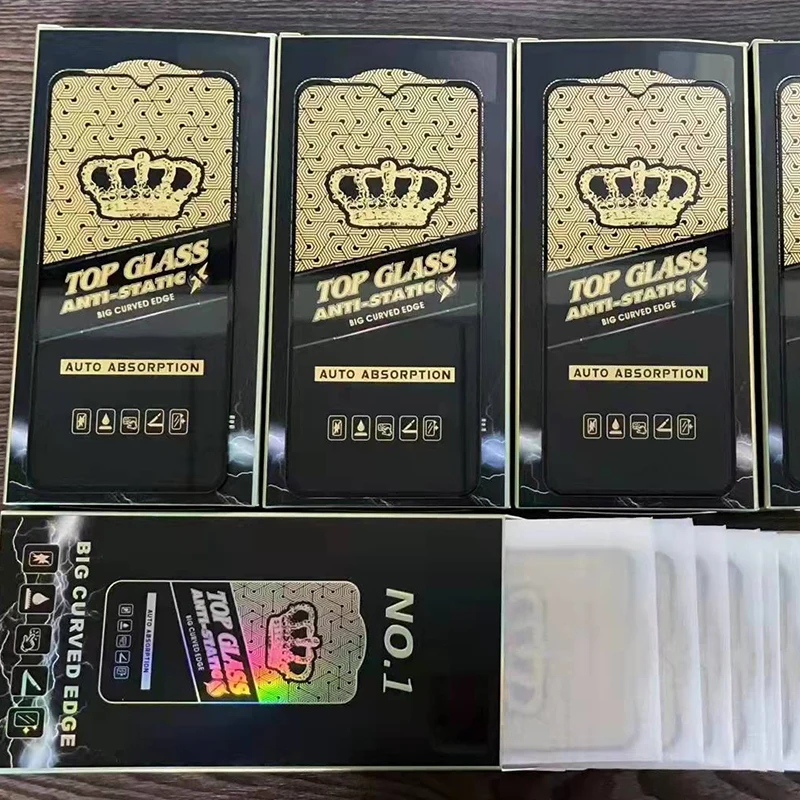 TOP GLASS
ANTI-STATIC
BIG CURVED EDGE
AUTO ABSORPTION
TOP GLASS
ANTI-STATIC
BIG CURVED EDGE
AUTO ABSORPTION
TOP GLASS
ANTI-STATIC
BIG CURVED EDGE
AUTO ABSORPTION
NO.1
TOP GLASS
ANTI-STATIC
BIG CURVED EDGE
AUTO ABSORPTION
BIG CURVED EDGE